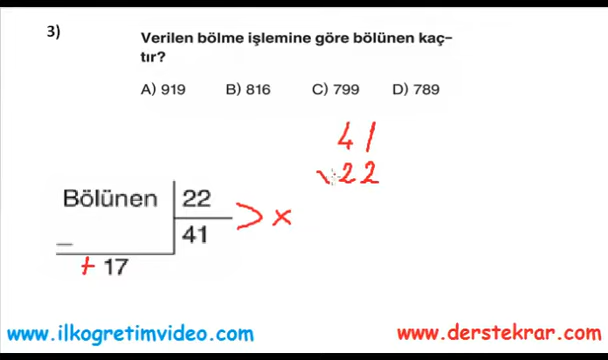 3)
Verilen bölme işlemine göre bölünen kaç-
tır?
A) 919 B) 816 C) 799 D) 789
41
x22
Bölünen 22
> x
41
−
+ 17
www.ilkogretimvideo.com www.derstekrar.com